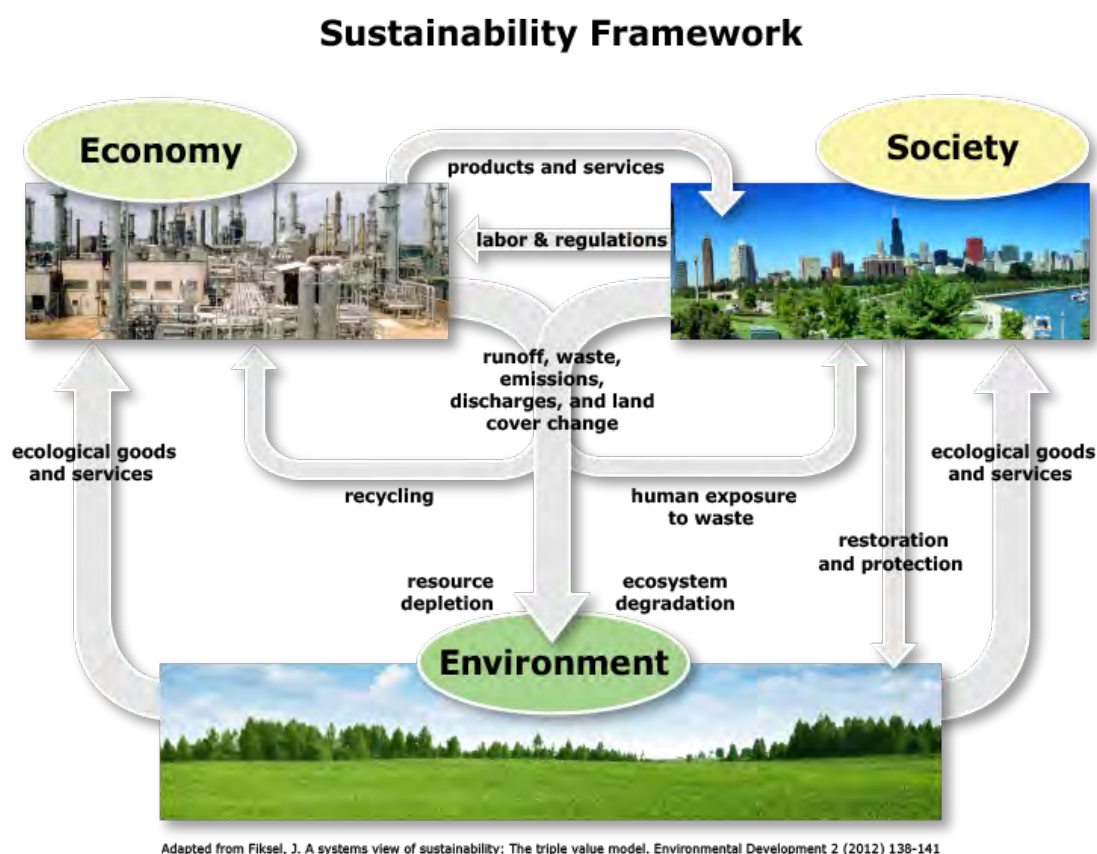 Sustainability Framework
Economy
Society
products and services
labor & regulations
runoff, waste,
emissions,
discharges, and land
cover change
ecological goods
and services
ecological goods
and services
recycling
human exposure
to waste
restoration
and protection
resource
depletion
ecosystem
degradation
Environment
Adapted from Fiksel, J. A systems view of sustainability: The triple value model. Environmental Development 2 (2012) 138-141